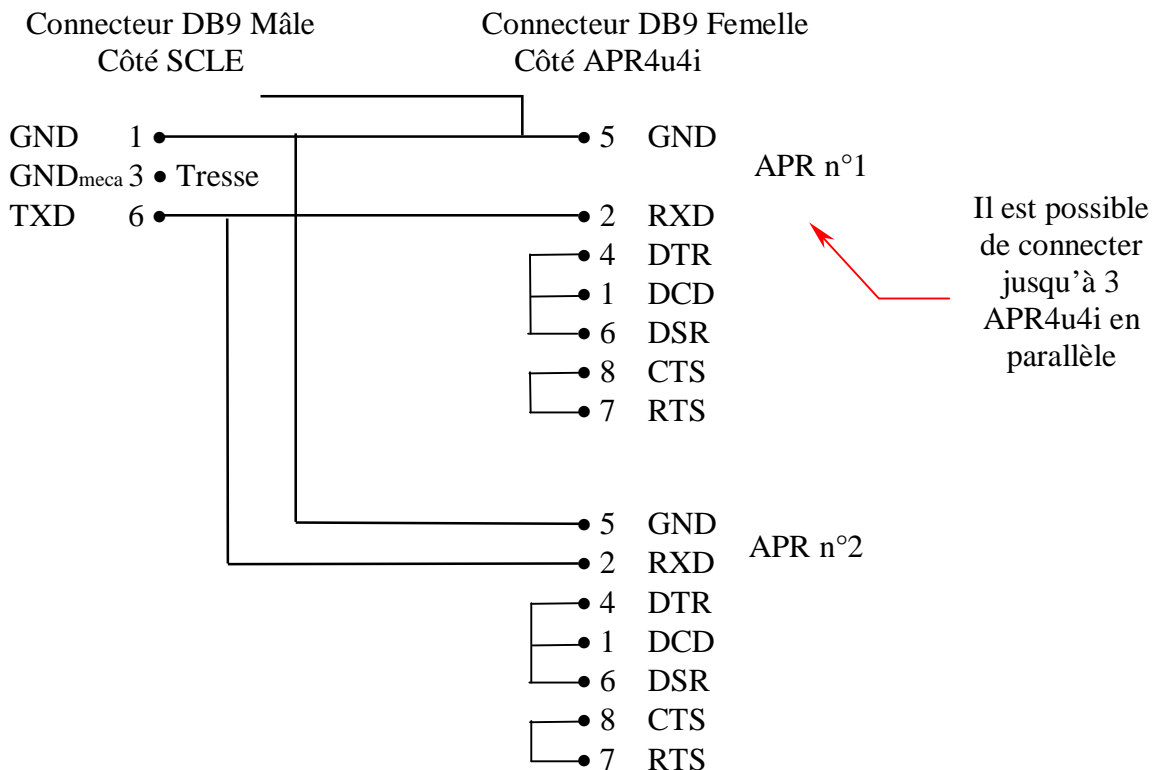 Connecteur DB9 Mâle
Côté SCLE
Connecteur DB9 Femelle
Côté APR4u4i
GND 1
GNDmeca 3 Tresse
TXD 6
5 GND
2 RXD
4 DTR
1 DCD
6 DSR
8 CTS
7 RTS
APR n°1
Il est possible
de connecter
jusqu’à 3
APR4u4i en
parallèle
5 GND
2 RXD
4 DTR
1 DCD
6 DSR
8 CTS
7 RTS
APR n°2